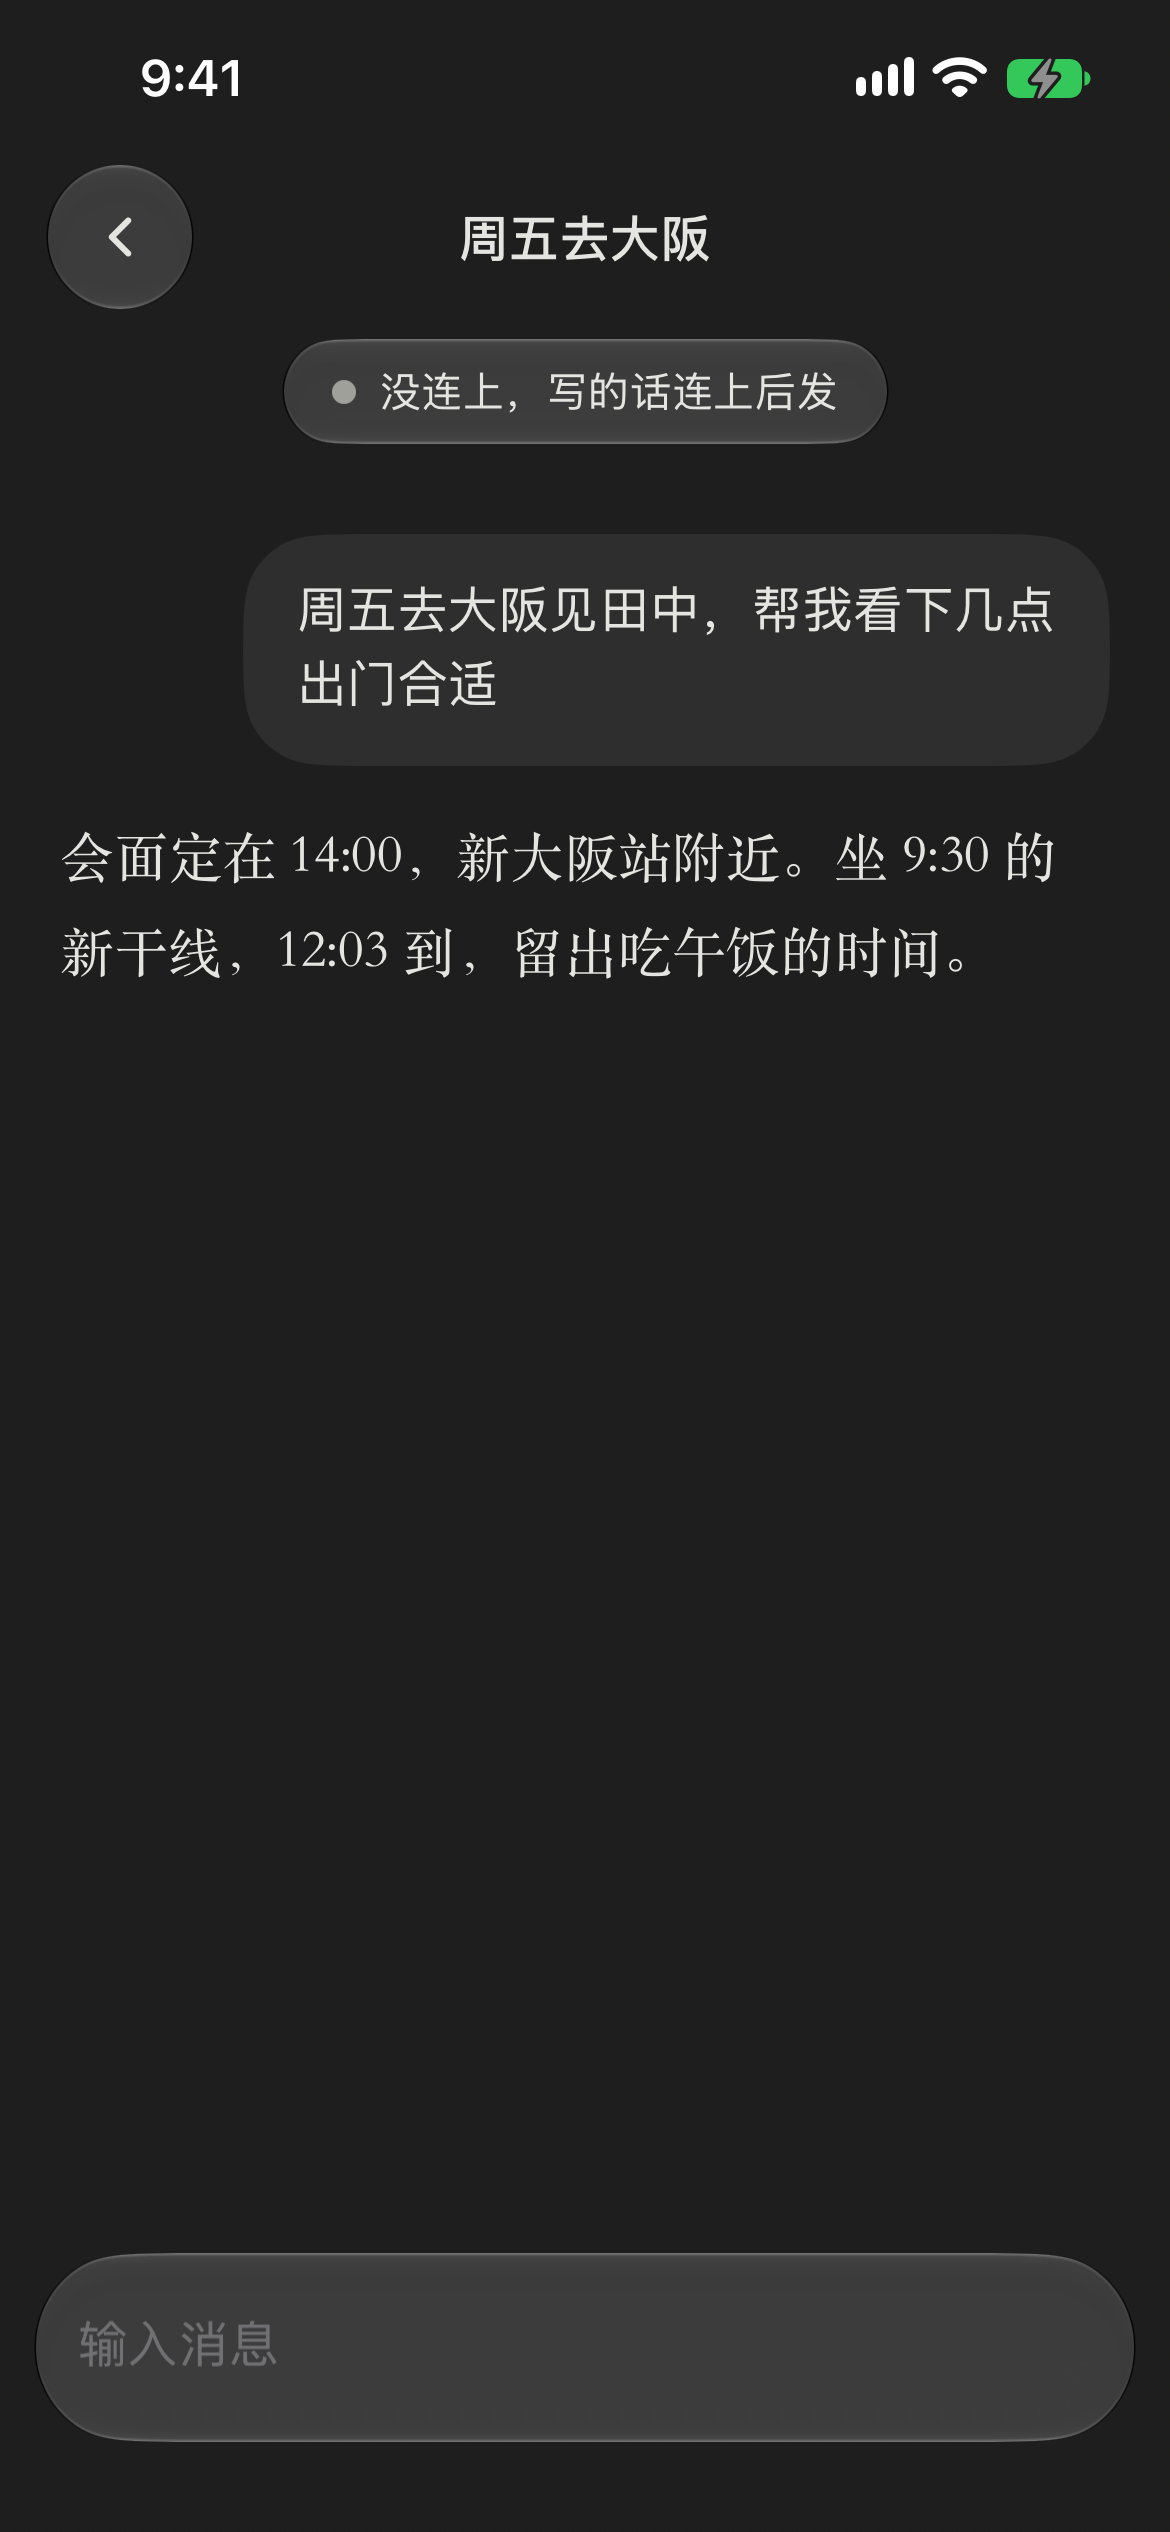 9:41
周五去大阪
没连上，写的话连上后发
周五去大阪见田中，帮我看下几点
出门合适
会面定在 14:00，新大阪站附近。坐 9:30 的
新干线，12:03 到，留出吃午饭的时间。
输入消息